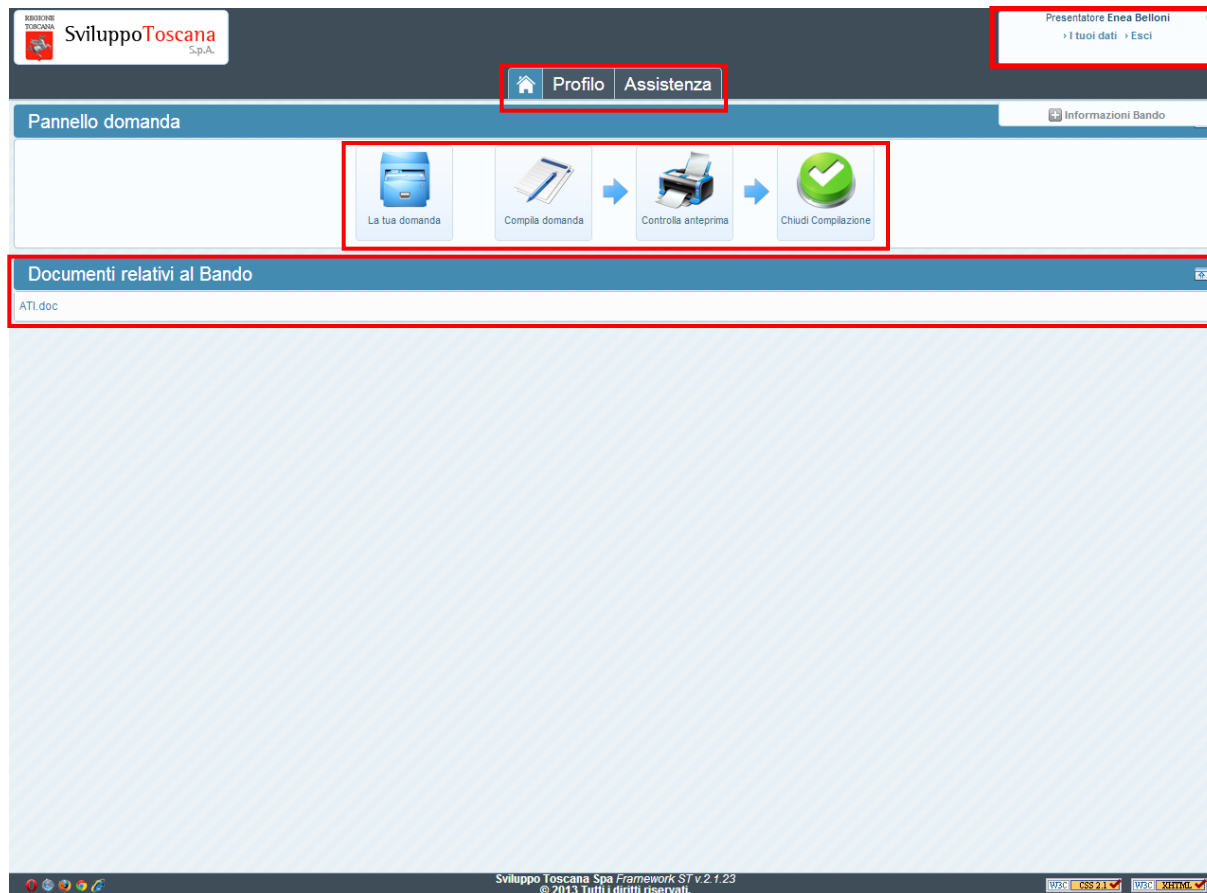 REGIONE
TOSCANA
SviluppoToscana
S.p.A.
Presentatore Enea Belloni
› I tuoi dati › Esci
Profilo Assistenza
Pannello domanda
Informazioni Bando
La tua domanda
Compila domanda
Controlla anteprima
Chiudi Compilazione
Documenti relativi al Bando
ATI.doc
Sviluppo Toscana Spa Framework ST v.2.1.23
© 2013 Tutti i diritti riservati.
W3C CSS 2.1
W3C XHTML